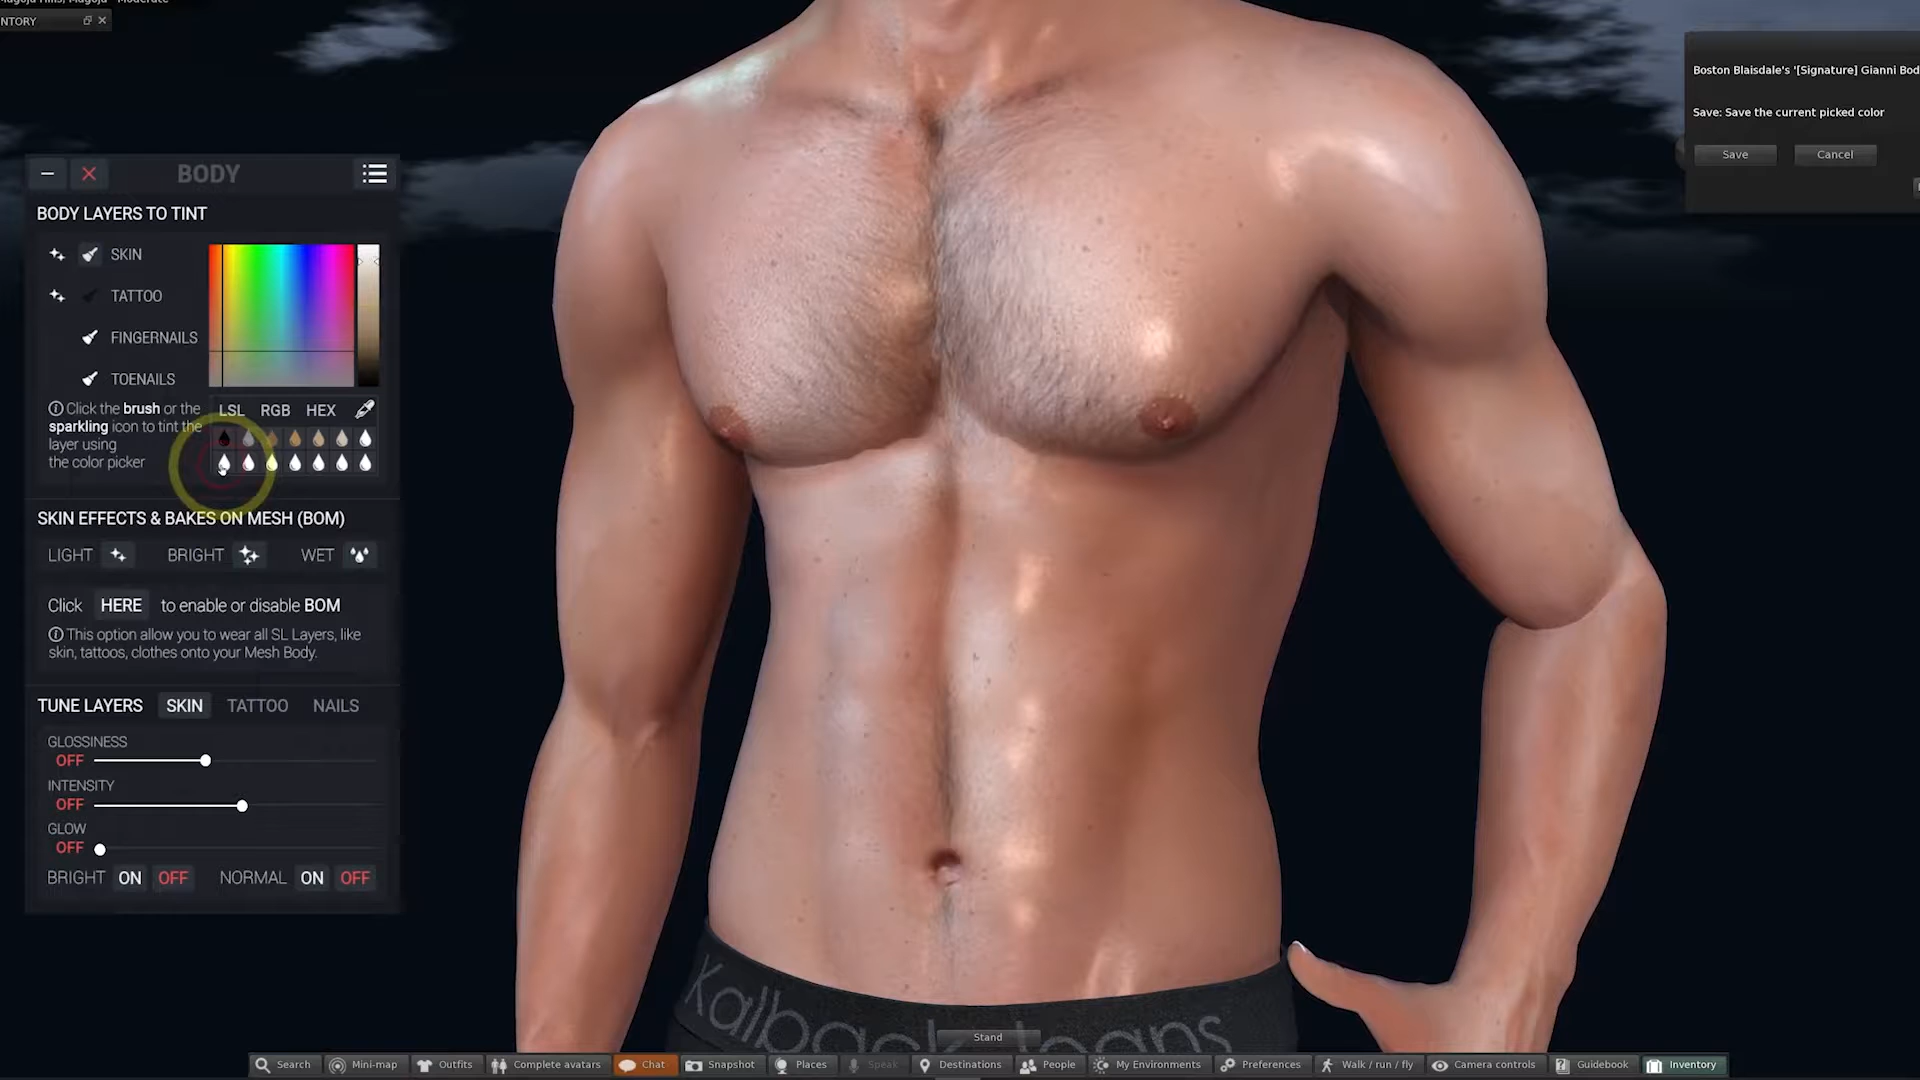 NTORY
Boston Blaisdale's '[Signature] Gianni Bod
Save: Save the current picked color
Save
Cancel
BODY
BODY LAYERS TO TINT
SKIN
TATTOO
FINGERNAILS
TOENAILS
Click the brush or the
sparkling icon to tint the
layer using
the color picker
LSL RGB HEX
SKIN EFFECTS & BAKES ON MESH (BOM)
LIGHT BRIGHT WET
Click HERE to enable or disable BOM
This option allow you to wear all SL Layers, like
skin, tattoos, clothes onto your Mesh Body.
TUNE LAYERS SKIN TATTOO NAILS
GLOSSINESS
OFF
INTENSITY
OFF
GLOW
OFF
BRIGHT ON OFF NORMAL ON OFF
Kalback Jeans
Stand
Search Mini-map Outfits Complete avatars Chat Snapshot Places Speak Destinations People My Environments Preferences Walk / run / fly Camera controls Guidebook Inventory